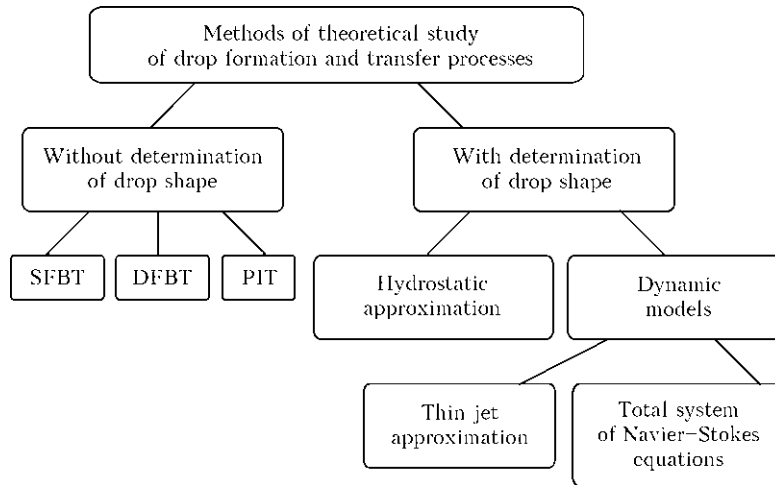 Methods of theoretical study
of drop formation and transfer processes
Without determination
of drop shape
With determination
of drop shape
SFBT
DFBT
PIT
Hydrostatic
approximation
Dynamic
models
Thin jet
approximation
Total system
of Navier–Stokes
equations